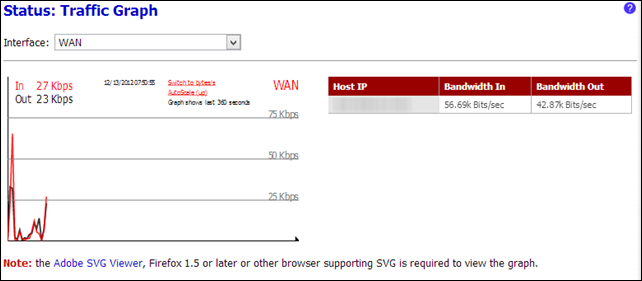 Status: Traffic Graph
?
Interface: WAN
In 27 Kbps
Out 23 Kbps
12/13/2012 07:50:55
Switch to bytes/s
AutoScale (up)
Graph shows last 360 seconds
WAN
75 Kbps
50 Kbps
25 Kbps
Host IP Bandwidth In Bandwidth Out
56.69k Bits/sec 42.87k Bits/sec
Note: the Adobe SVG Viewer, Firefox 1.5 or later or other browser supporting SVG is required to view the graph.